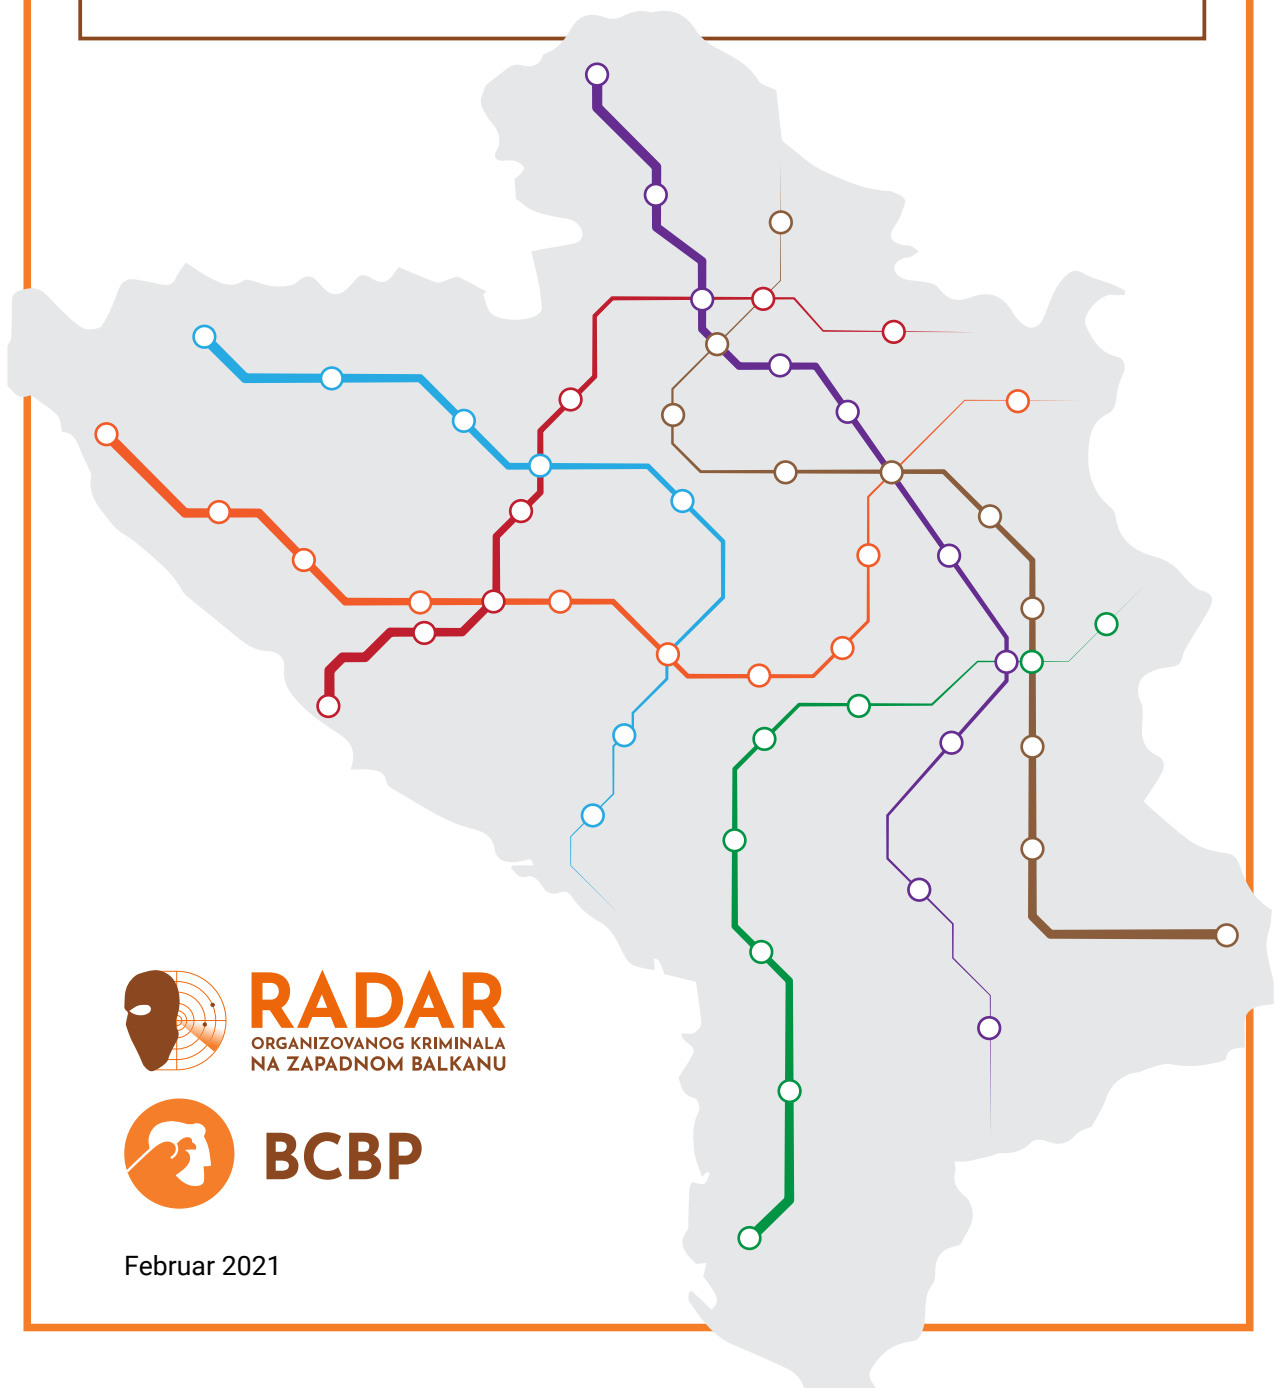 RADAR
ORGANIZOVANOG KRIMINALA
NA ZAPADNOM BALKANU
BCBP
Februar 2021